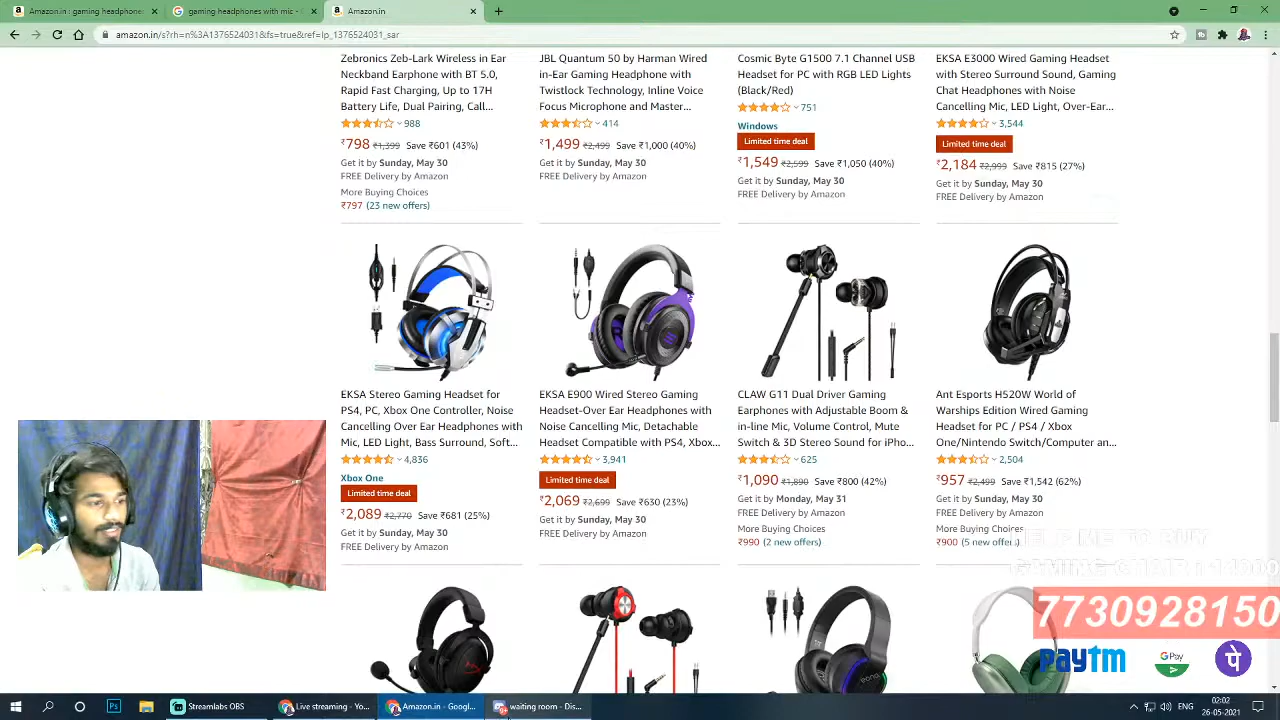 Amazon.in : gaming headphone
gaming headphones with mic -
Amazon.in
amazon.in/s?rh=n%3A1376524031&fs=true&ref=lp_1376524031_sar
Zebronics Zeb-Lark Wireless in Ear
Neckband Earphone with BT 5.0,
Rapid Fast Charging, Up to 17H
Battery Life, Dual Pairing, Call...
988
₹798 ₹1,399 Save ₹601 (43%)
Get it by Sunday, May 30
FREE Delivery by Amazon
More Buying Choices
₹797 (23 new offers)
JBL Quantum 50 by Harman Wired
in-Ear Gaming Headphone with
Twistlock Technology, Inline Voice
Focus Microphone and Master...
414
₹1,499 ₹2,499 Save ₹1,000 (40%)
Get it by Sunday, May 30
FREE Delivery by Amazon
Cosmic Byte G1500 7.1 Channel USB
Headset for PC with RGB LED Lights
(Black/Red)
751
Windows
Limited time deal
₹1,549 ₹2,599 Save ₹1,050 (40%)
Get it by Sunday, May 30
FREE Delivery by Amazon
EKSA E3000 Wired Gaming Headset
with Stereo Surround Sound, Gaming
Chat Headphones with Noise
Cancelling Mic, LED Light, Over-Ear...
3,544
Limited time deal
₹2,184 ₹2,999 Save ₹815 (27%)
Get it by Sunday, May 30
FREE Delivery by Amazon
EKSA Stereo Gaming Headset for
PS4, PC, Xbox One Controller, Noise
Cancelling Over Ear Headphones with
Mic, LED Light, Bass Surround, Soft...
4,836
Xbox One
Limited time deal
₹2,089 ₹2,770 Save ₹681 (25%)
Get it by Sunday, May 30
FREE Delivery by Amazon
EKSA E900 Wired Stereo Gaming
Headset-Over Ear Headphones with
Noise Cancelling Mic, Detachable
Headset Compatible with PS4, Xbox...
3,941
Limited time deal
₹2,069 ₹2,699 Save ₹630 (23%)
Get it by Sunday, May 30
FREE Delivery by Amazon
CLAW G11 Dual Driver Gaming
Earphones with Adjustable Boom &
in-line Mic, Volume Control, Mute
Switch & 3D Stereo Sound for iPho...
625
₹1,090 ₹1,890 Save ₹800 (42%)
Get it by Monday, May 31
FREE Delivery by Amazon
More Buying Choices
₹990 (2 new offers)
Ant Esports H520W World of
Warships Edition Wired Gaming
Headset for PC / PS4 / Xbox
One/Nintendo Switch/Computer an...
2,504
₹957 ₹2,499 Save ₹1,542 (62%)
Get it by Sunday, May 30
FREE Delivery by Amazon
More Buying Choices
₹900 (5 new offers)
HELP ME TO BUY
GAMING CHAIR
7730928150
Paytm
G Pay
पे
Ps
Streamlabs OBS
Live streaming - Yo...
Amazon.in - Goog...
waiting room - Dis...
ENG
02:02
26-05-2021